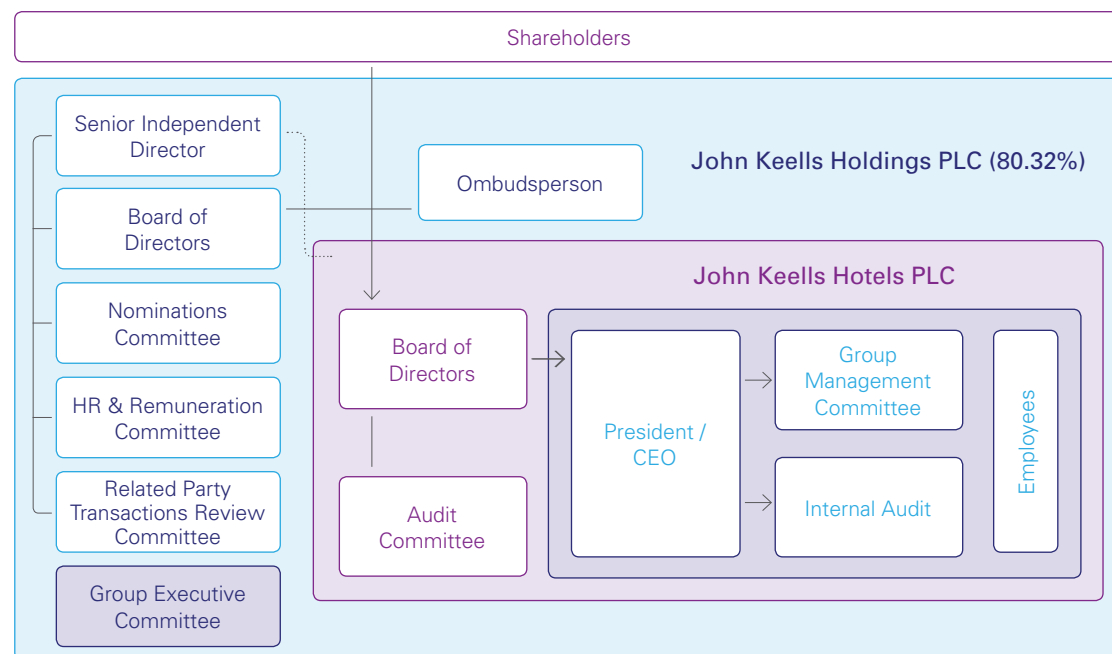 Shareholders
Senior Independent
Director
Board of
Directors
Nominations
Committee
HR & Remuneration
Committee
Related Party
Transactions Review
Committee
Group Executive
Committee
Ombudsperson
John Keells Holdings PLC (80.32%)
John Keells Hotels PLC
Board of
Directors
Audit
Committee
President /
CEO
Group
Management
Committee
Internal Audit
Employees